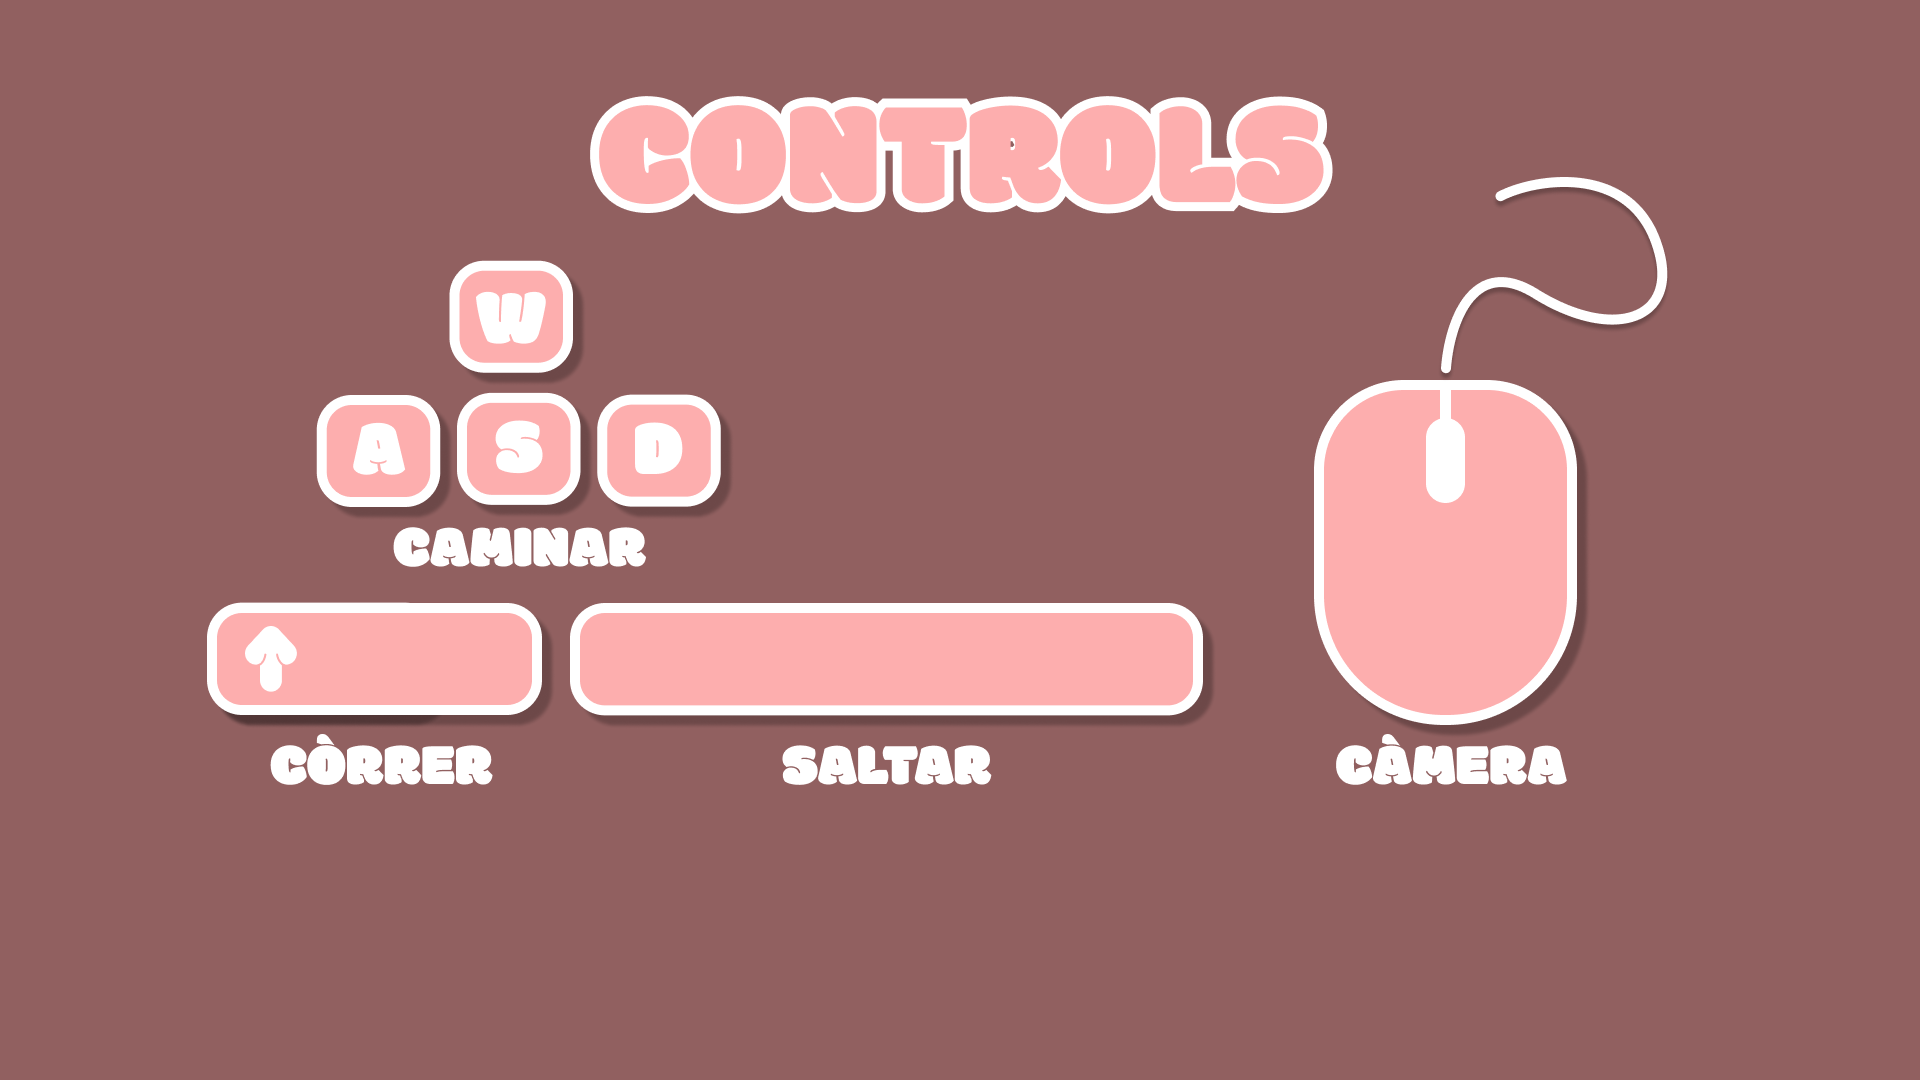 CONTROLS
W
A S D
CAMINAR
CÒRRER SALTAR CÀMERA